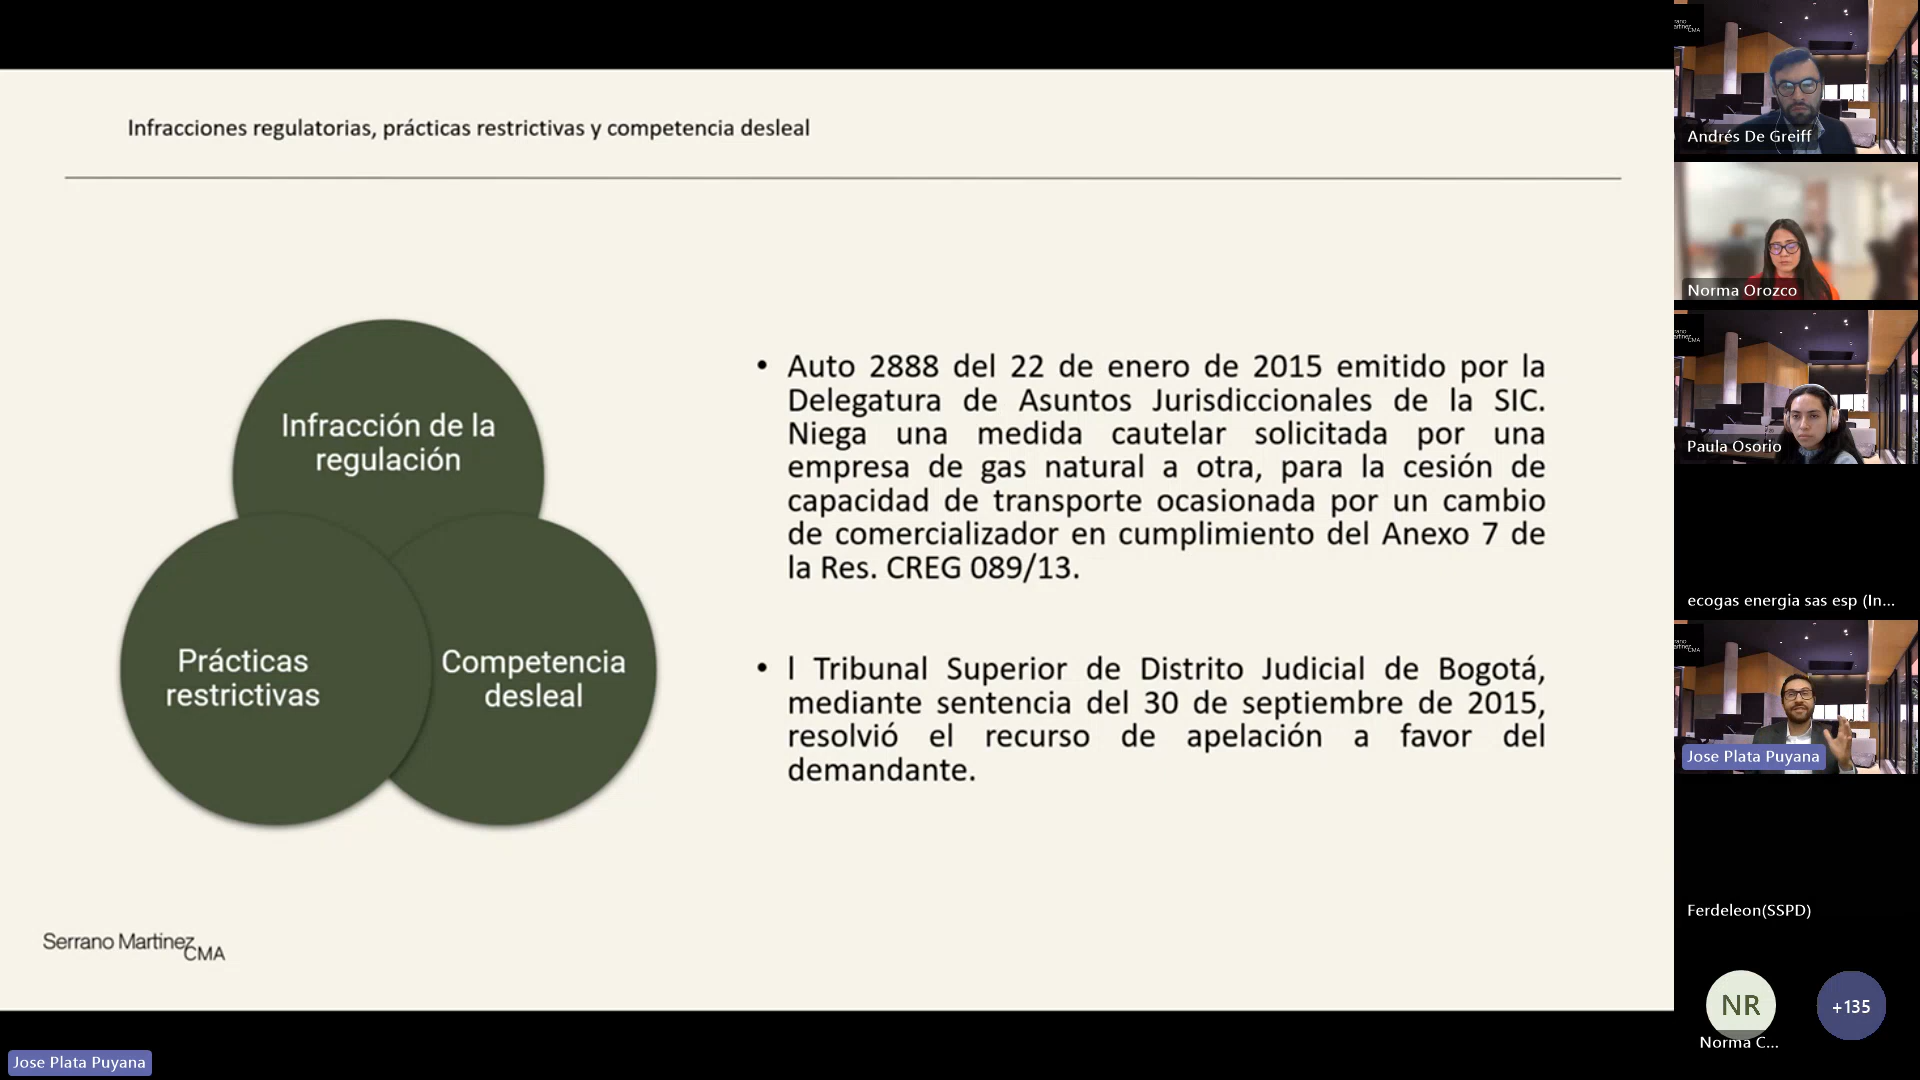 Infracciones regulatorias, prácticas restrictivas y competencia desleal
Infracción de la
regulación
Prácticas
restrictivas
Competencia
desleal
• Auto 2888 del 22 de enero de 2015 emitido por la
Delegatura de Asuntos Jurisdiccionales de la SIC.
Niega una medida cautelar solicitada por una
empresa de gas natural a otra, para la cesión de
capacidad de transporte ocasionada por un cambio
de comercializador en cumplimiento del Anexo 7 de
la Res. CREG 089/13.
• l Tribunal Superior de Distrito Judicial de Bogotá,
mediante sentencia del 30 de septiembre de 2015,
resolvió el recurso de apelación a favor del
demandante.
Serrano Martinez
CMA
Jose Plata Puyana
Andrés De Greiff
Norma Orozco
Paula Osorio
ecogas energia sas esp (In...
Jose Plata Puyana
Ferdeleon(SSPD)
NR
Norma C...
+135